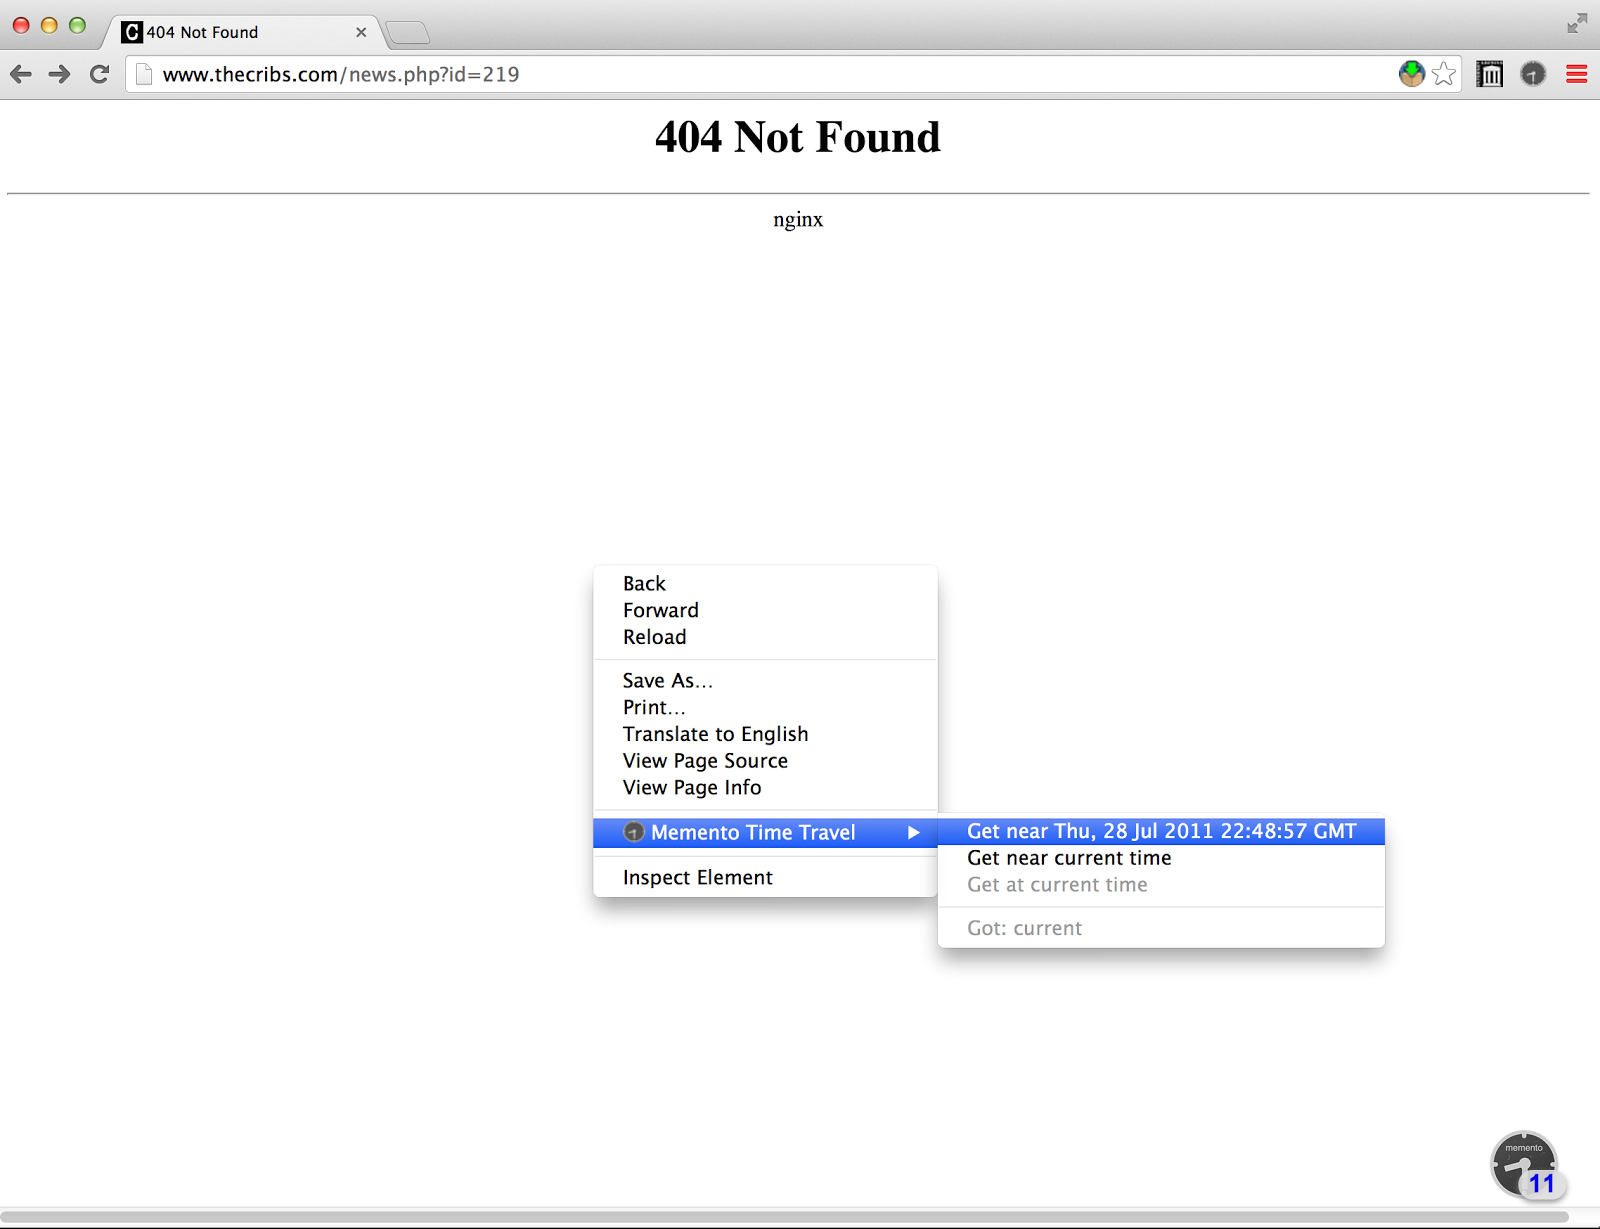 C 404 Not Found
www.thecribs.com/news.php?id=219
404 Not Found
nginx
Back
Forward
Reload
Save As...
Print...
Translate to English
View Page Source
View Page Info
Memento Time Travel
Get near Thu, 28 Jul 2011 22:48:57 GMT
Get near current time
Get at current time
Inspect Element
Got: current
memento
11